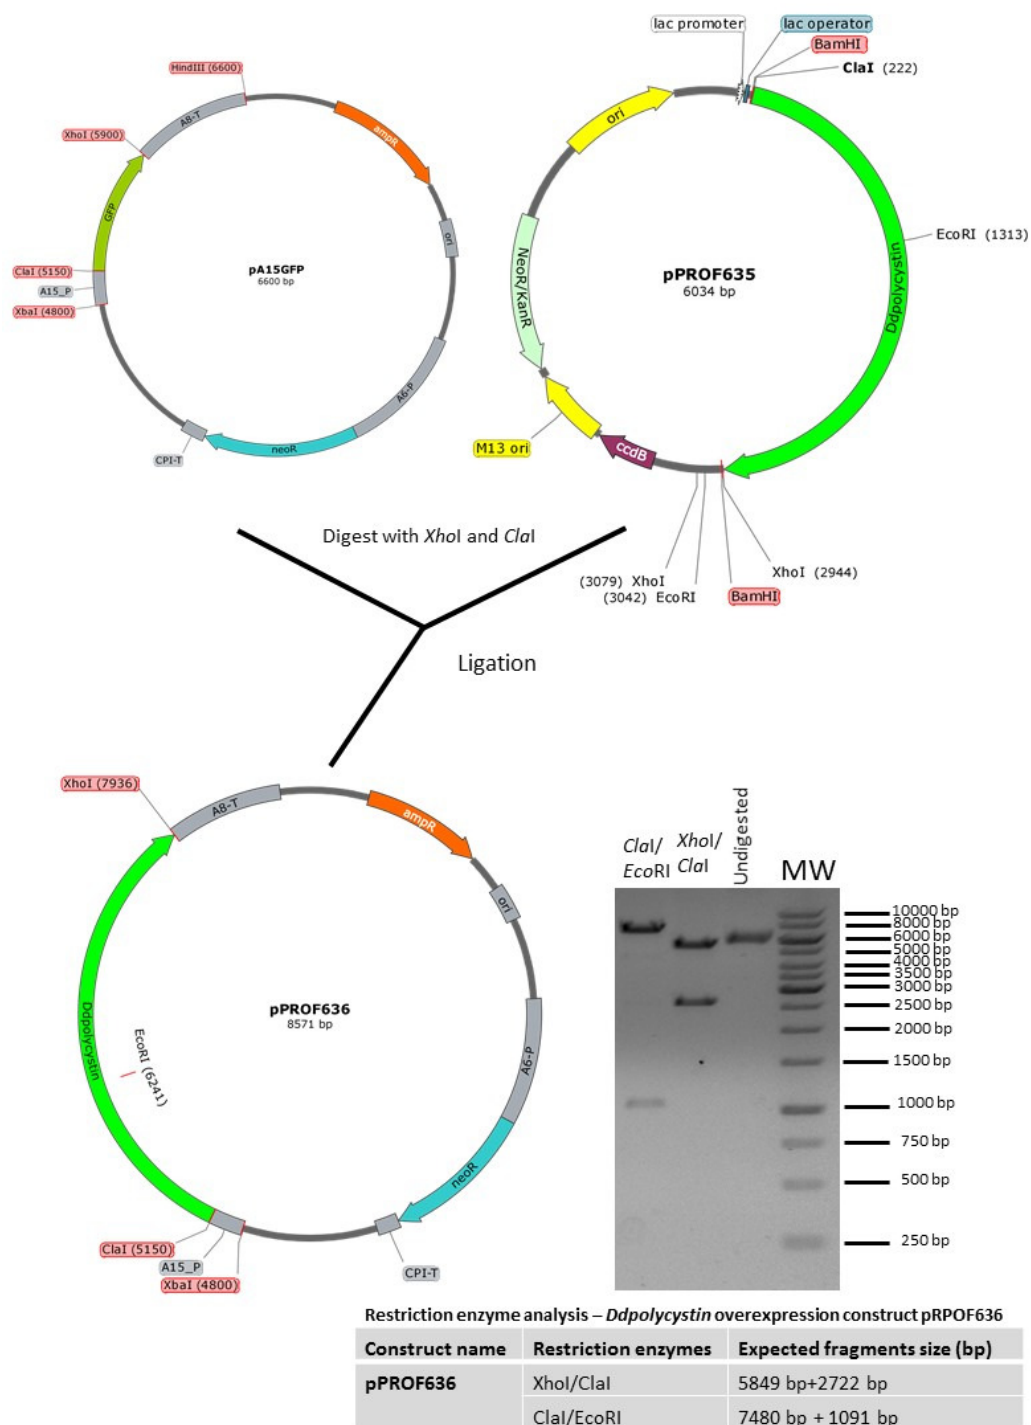 lac promoter
lac operator
BamHI
ClaI (222)
HindIII (6600)
A8-T
ampR
XhoI (5900)
GFP
ori
ClaI (5150)
A15_P
XbaI (4800)
pA15GFP
6600 bp
A6-P
neoR
CPI-T
ori
EcoRI (1313)
NeoR/KanR
pPROF635
6034 bp
Ddpolycystin
M13 ori
ccdB
XhoI (2944)
(3079) XhoI
(3042) EcoRI
BamHI
Digest with XhoI and ClaI
Ligation
XhoI (7936)
A8-T
ampR
ori
pPROF636
8571 bp
Ddpolycystin
EcoRI (6241)
A6-P
neoR
ClaI (5150)
A15_P
XbaI (4800)
CPI-T
ClaI/
EcoRI
XhoI/
ClaI
Undigested
MW
10000 bp
8000 bp
6000 bp
5000 bp
4000 bp
3500 bp
3000 bp
2500 bp
2000 bp
1500 bp
1000 bp
750 bp
500 bp
250 bp
Restriction enzyme analysis – Ddpolycystin overexpression construct pRPOF636
Construct name Restriction enzymes Expected fragments size (bp)
pPROF636 XhoI/ClaI 5849 bp+2722 bp
ClaI/EcoRI 7480 bp + 1091 bp